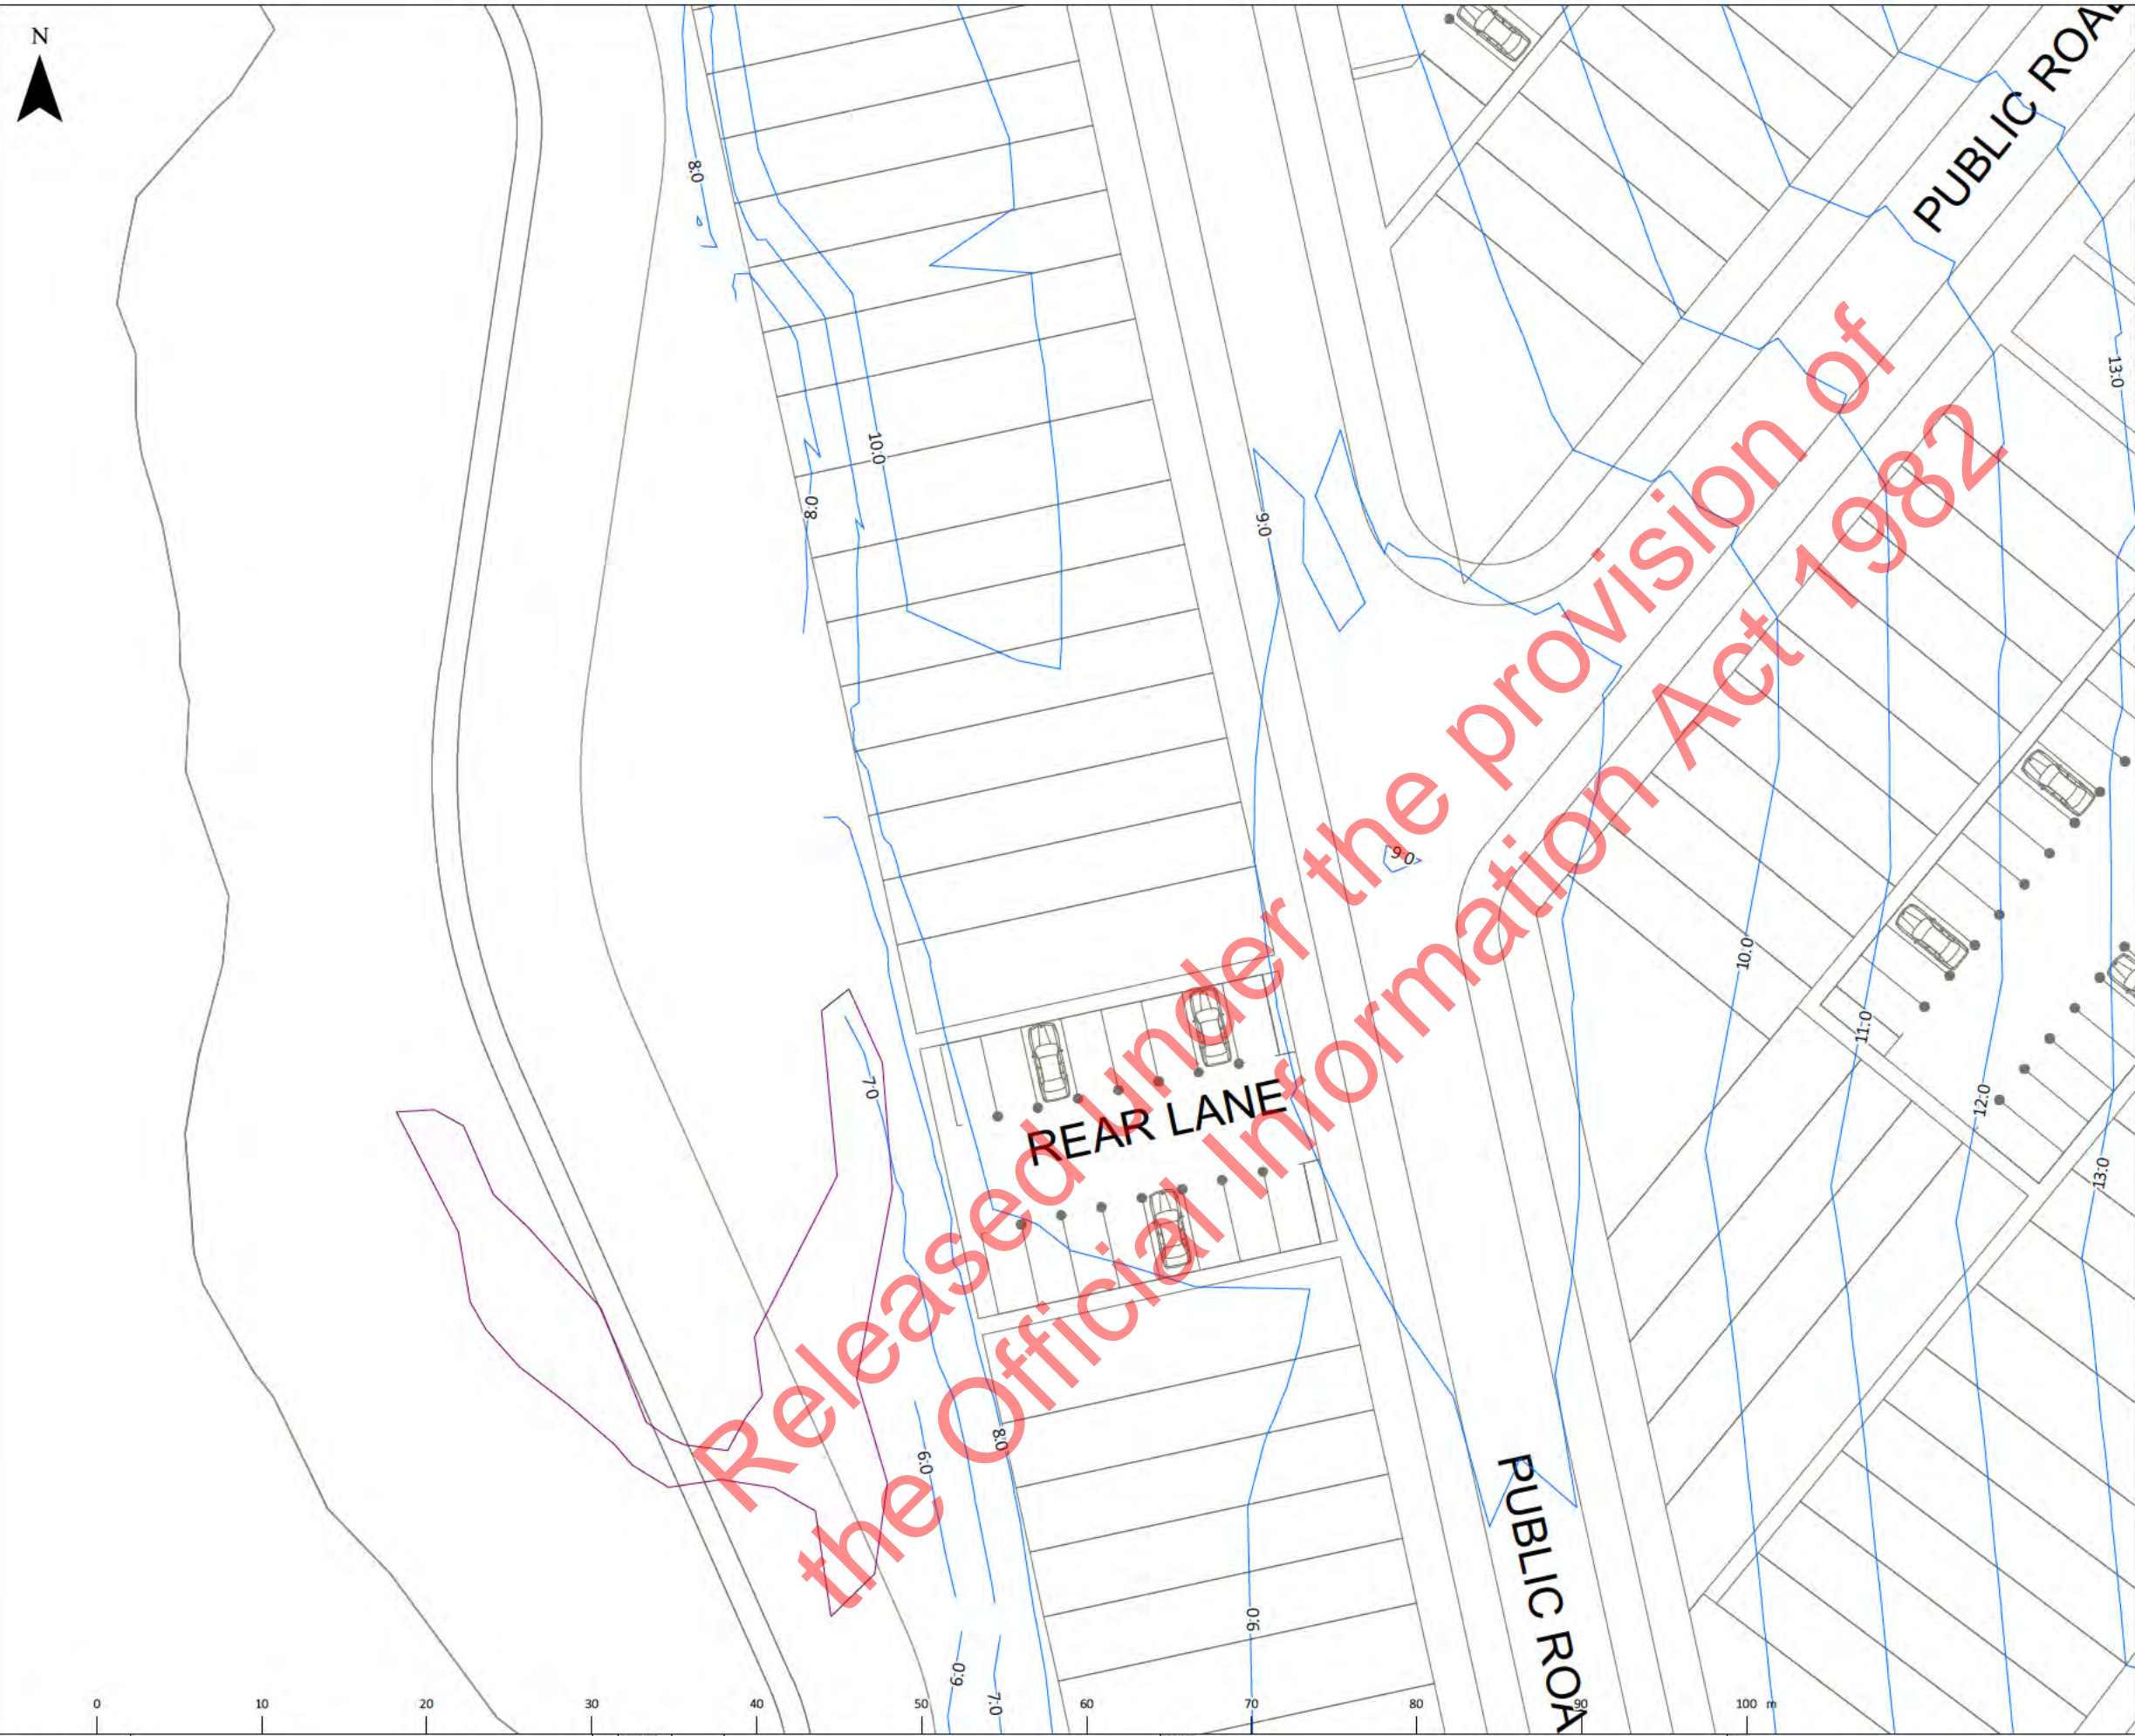 N
PUBLIC ROAD
8.0
10.0
13.0
8.0
9.0
9.0
10.0
11.0
7.0
12.0
REAR LANE
13.0
8.0
6.0
PUBLIC ROA
9.0
6.0
7.0
0 10 20 30 40 50 60 70 80 90 100 m
Released under the provision of
the Official Information Act 1982